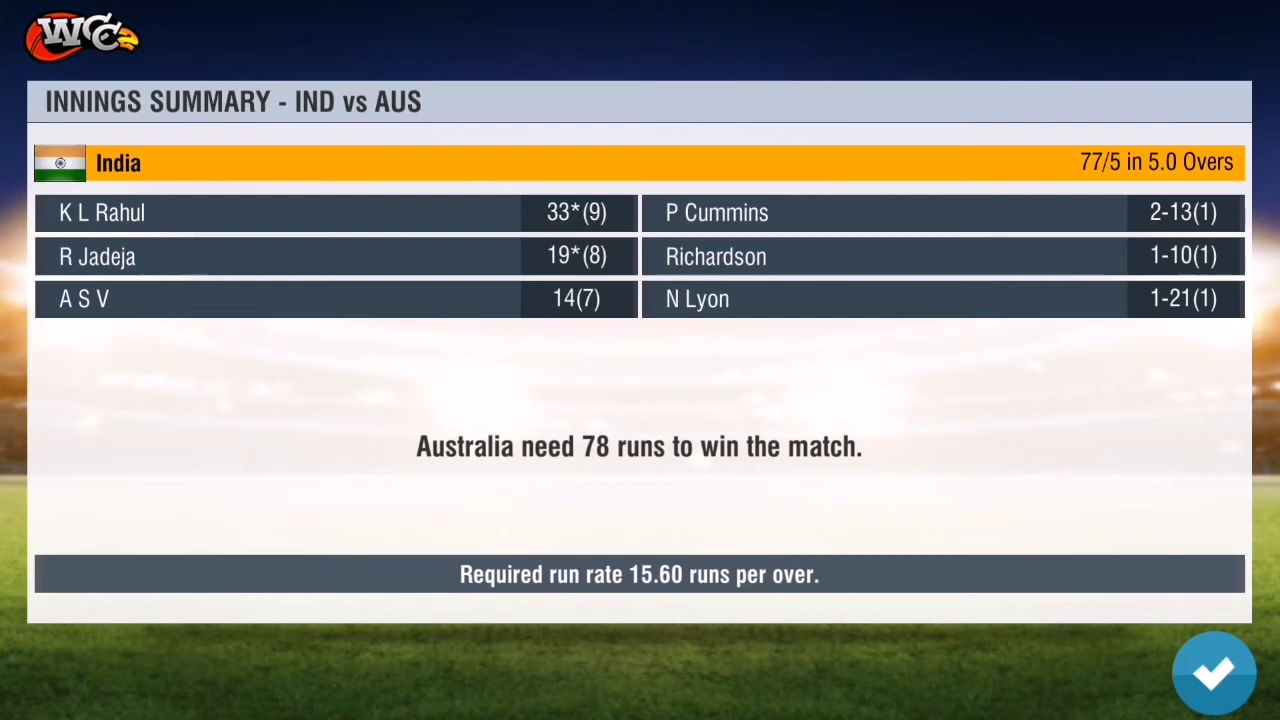 WCC
INNINGS SUMMARY - IND vs AUS
India 77/5 in 5.0 Overs
K L Rahul 33*(9) P Cummins 2-13(1)
R Jadeja 19*(8) Richardson 1-10(1)
A S V 14(7) N Lyon 1-21(1)
Australia need 78 runs to win the match.
Required run rate 15.60 runs per over.